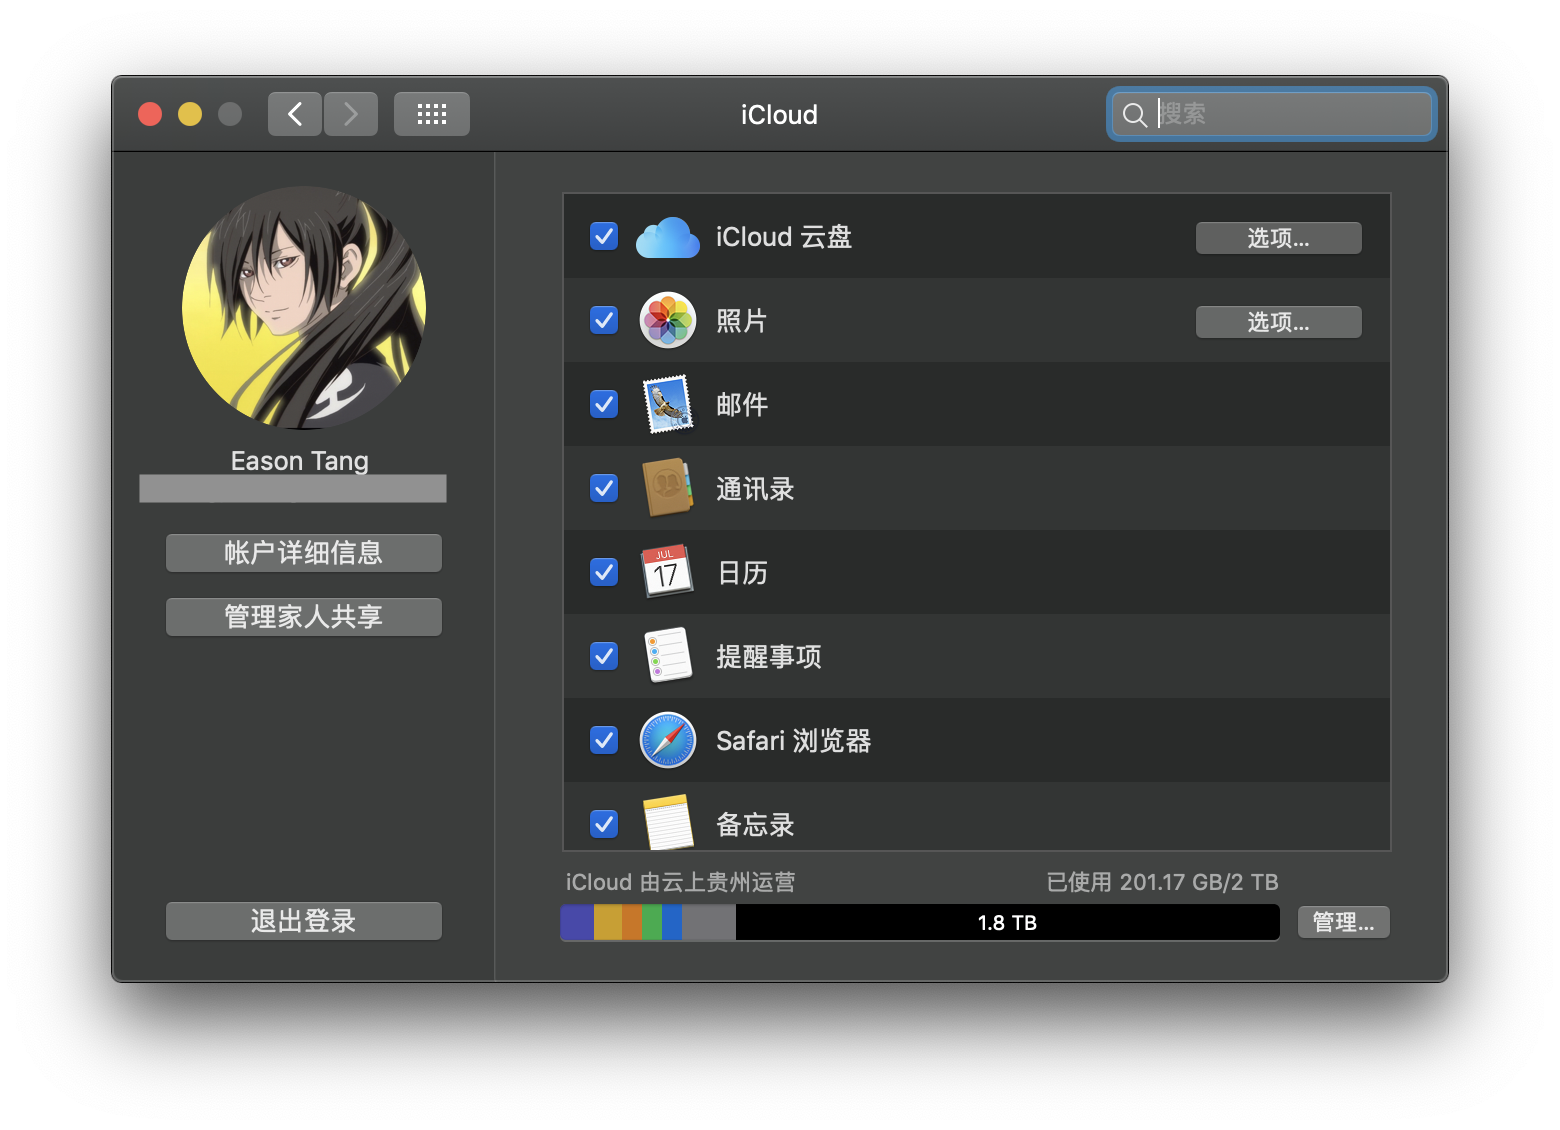 iCloud
搜索
Eason Tang
帐户详细信息
管理家人共享
退出登录
iCloud 云盘
选项...
照片
选项...
邮件
通讯录
JUL
17
日历
提醒事项
Safari 浏览器
备忘录
iCloud 由云上贵州运营
已使用 201.17 GB/2 TB
1.8 TB
管理...